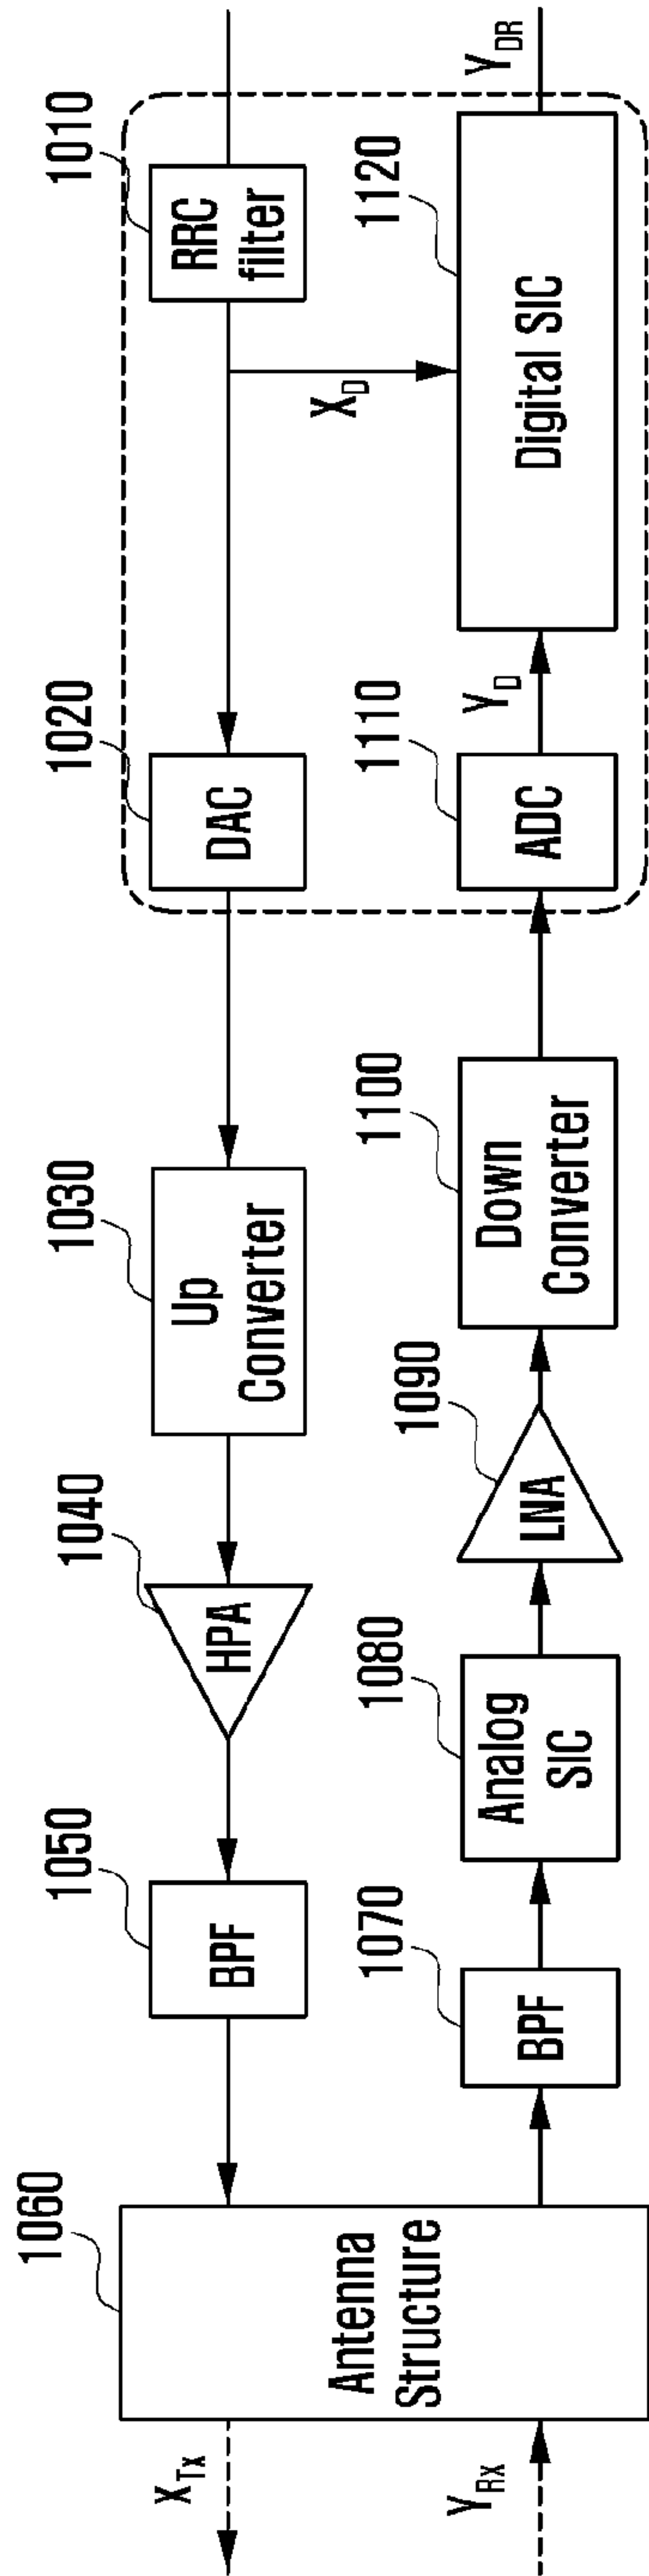 1060
1050
1040
1030
1020
1010
X_Tx
Antenna
Structure
BPF
HPA
Up
Converter
DAC
RRC
filter
X_D
1070
1080
1090
1100
1110
1120
Y_Rx
BPF
Analog
SIC
LNA
Down
Converter
ADC
Y_D
Digital SIC
Y_DR